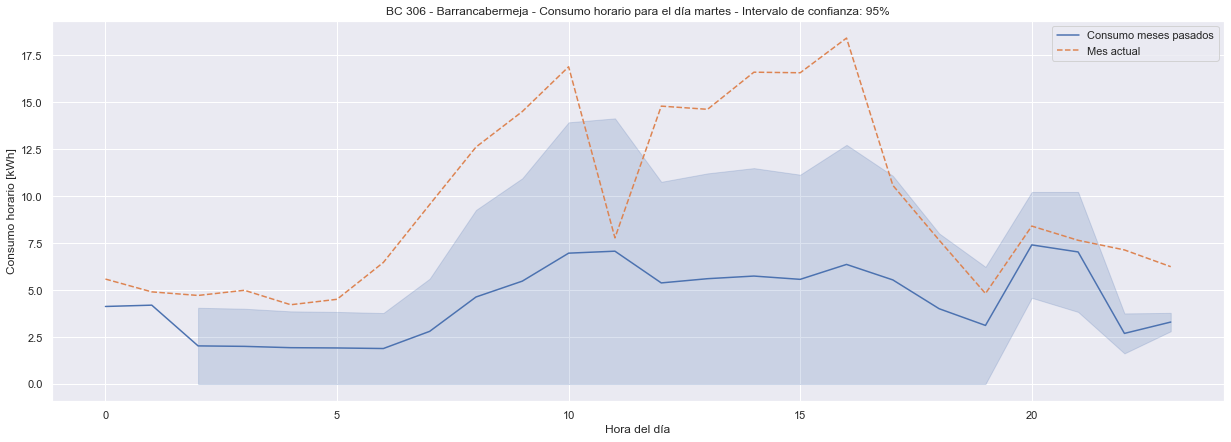 BC 306 - Barrancabermeja - Consumo horario para el día martes - Intervalo de confianza: 95%
Consumo meses pasados
Mes actual
Consumo horario [kWh]
17.5
15.0
12.5
10.0
7.5
5.0
2.5
0.0
0 5 10 15 20
Hora del día